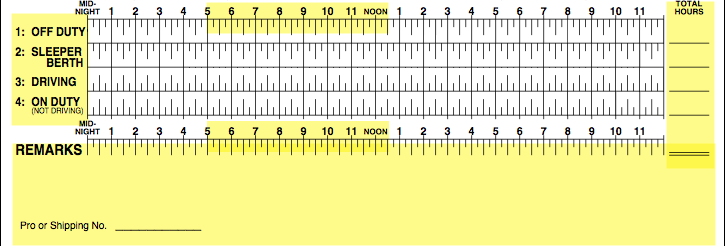 MID-
NIGHT 1 2 3 4 5 6 7 8 9 10 11 NOON 1 2 3 4 5 6 7 8 9 10 11 TOTAL
HOURS
1: OFF DUTY
2: SLEEPER
BERTH
3: DRIVING
4: ON DUTY
(NOT DRIVING)
MID-
NIGHT 1 2 3 4 5 6 7 8 9 10 11 NOON 1 2 3 4 5 6 7 8 9 10 11
REMARKS
Pro or Shipping No. _______________